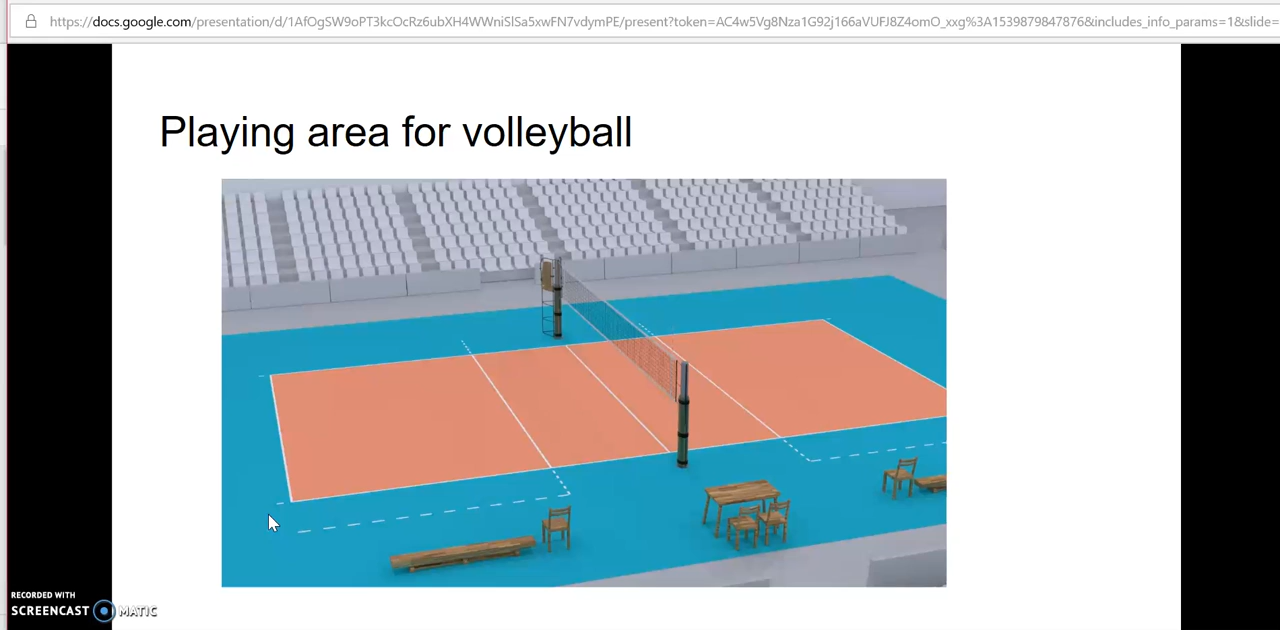 https://docs.google.com/presentation/d/1AfOgSW9oPT3kcOcRz6ubXH4WWniSlSa5xwFN7vdymPE/present?token=AC4w5Vg8Nza1G92j166aVUFJ8Z4omO_xxg%3A1539879847876&includes_info_params=1&slide=
Playing area for volleyball
RECORDED WITH
SCREENCAST MATIC